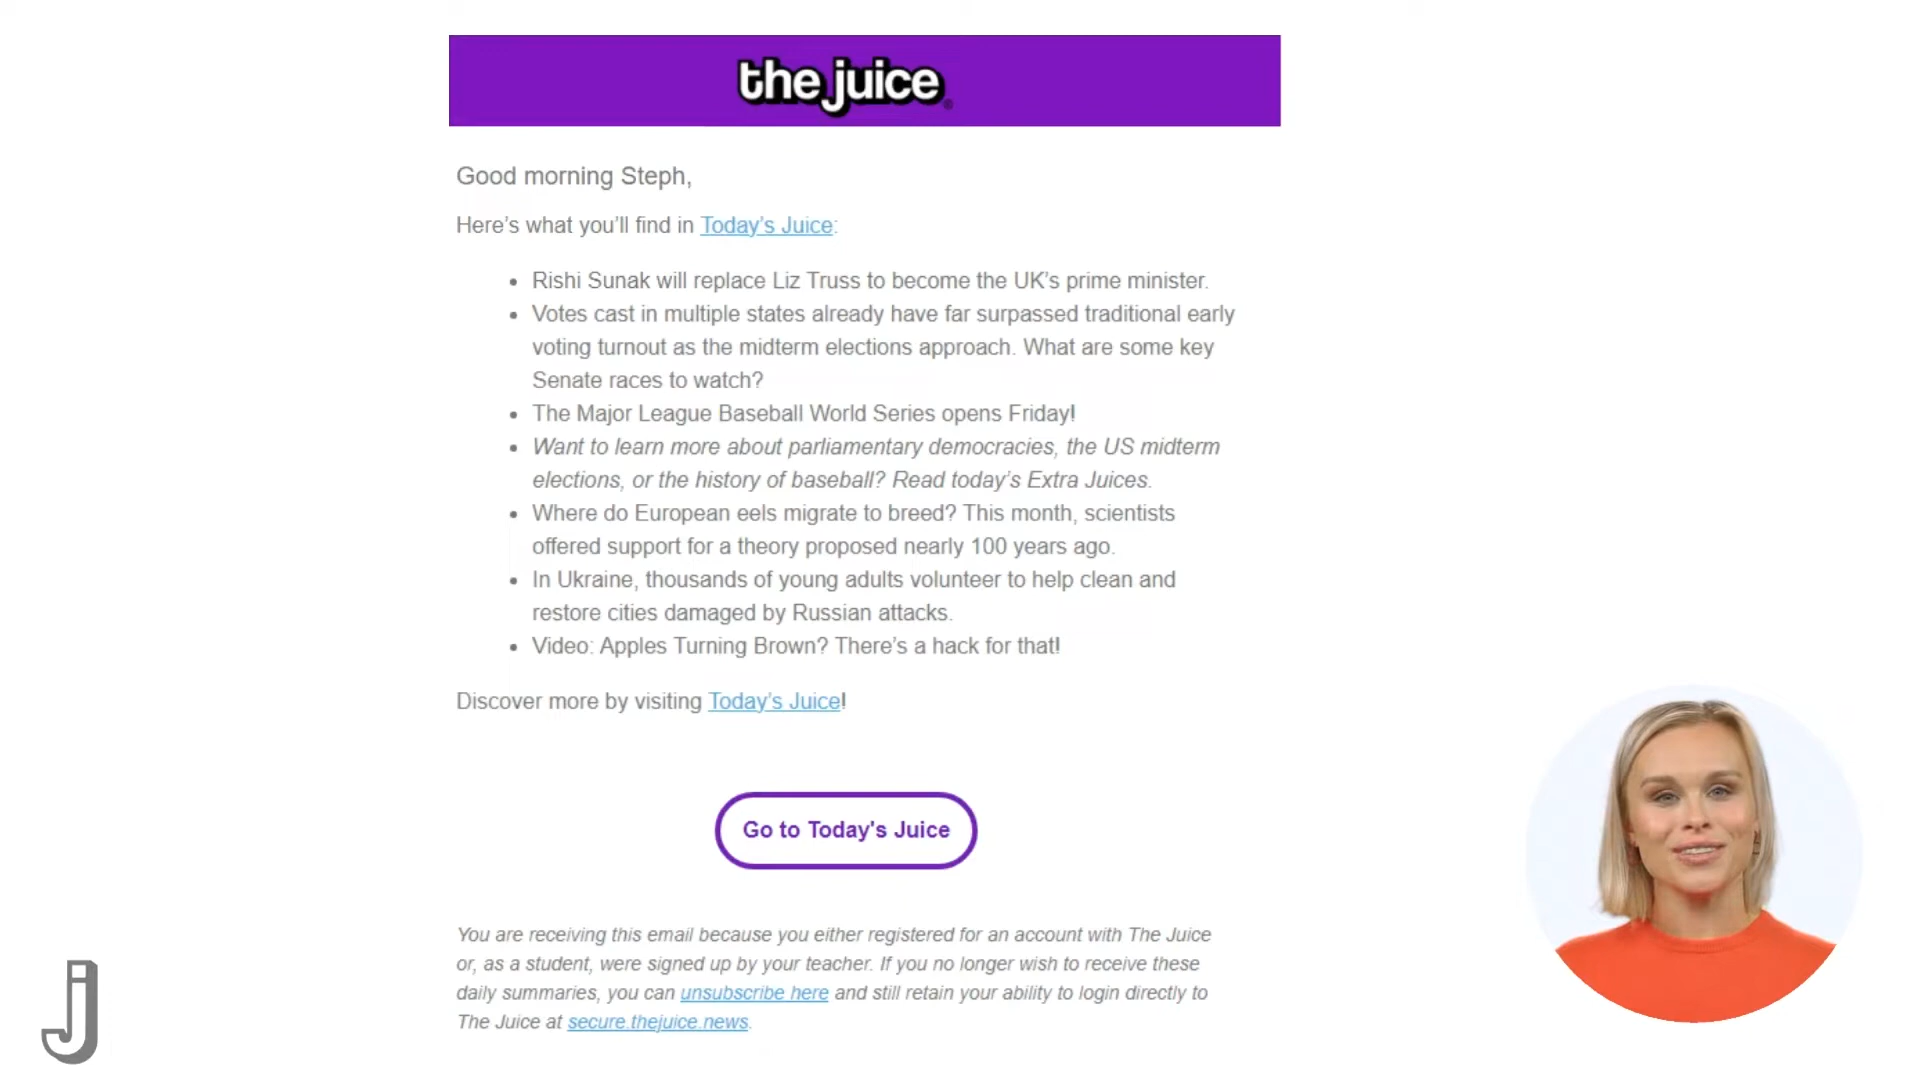 the juice
Good morning Steph,
Here’s what you’ll find in Today’s Juice:
• Rishi Sunak will replace Liz Truss to become the UK’s prime minister.
• Votes cast in multiple states already have far surpassed traditional early
voting turnout as the midterm elections approach. What are some key
Senate races to watch?
• The Major League Baseball World Series opens Friday!
• Want to learn more about parliamentary democracies, the US midterm
elections, or the history of baseball? Read today’s Extra Juices.
• Where do European eels migrate to breed? This month, scientists
offered support for a theory proposed nearly 100 years ago.
• In Ukraine, thousands of young adults volunteer to help clean and
restore cities damaged by Russian attacks.
• Video: Apples Turning Brown? There’s a hack for that!
Discover more by visiting Today’s Juice!
Go to Today's Juice
You are receiving this email because you either registered for an account with The Juice
or, as a student, were signed up by your teacher. If you no longer wish to receive these
daily summaries, you can unsubscribe here and still retain your ability to login directly to
The Juice at secure.thejuice.news.
j